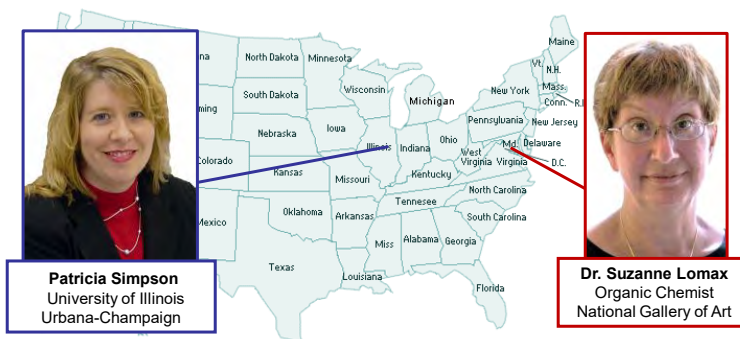 Maine
North Dakota
Minnesota
Vt.
N.H.
Mass.
Conn.
R.I
New York
Wisconsin
Michigan
South Dakota
Pennsylvania
New Jersey
Iowa
Nebraska
Illinois
Indiana
Ohio
Md.
Delaware
West
Virginia
Virginia
D.C.
Colorado
Kansas
Missouri
Kentucky
North Carolina
Tennessee
Oklahoma
Arkansas
South Carolina
Mexico
Miss
Alabama
Georgia
Texas
Louisiana
Florida
Patricia Simpson
University of Illinois
Urbana-Champaign
Dr. Suzanne Lomax
Organic Chemist
National Gallery of Art